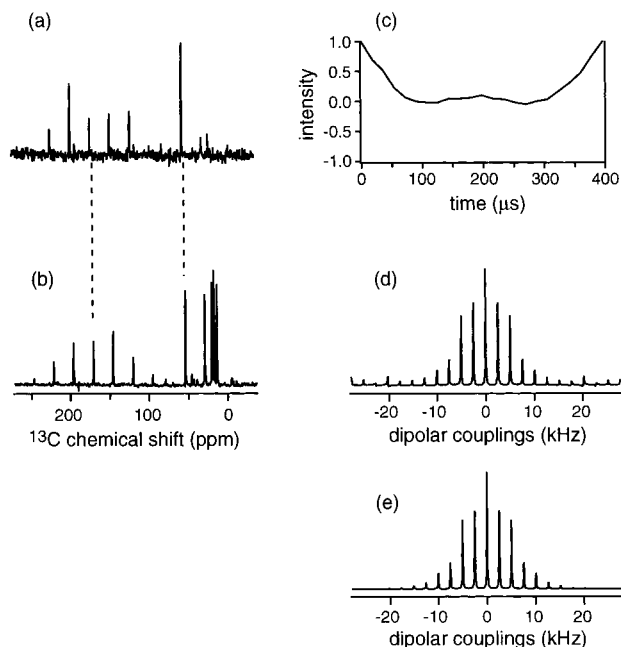 (a)
(b)
200
100
0
13C chemical shift (ppm)
(c)
1.0
0.5
0.0
-0.5
-1.0
intensity
0
100
200
300
400
time (μs)
(d)
-20
-10
0
10
20
dipolar couplings (kHz)
(e)
-20
-10
0
10
20
dipolar couplings (kHz)